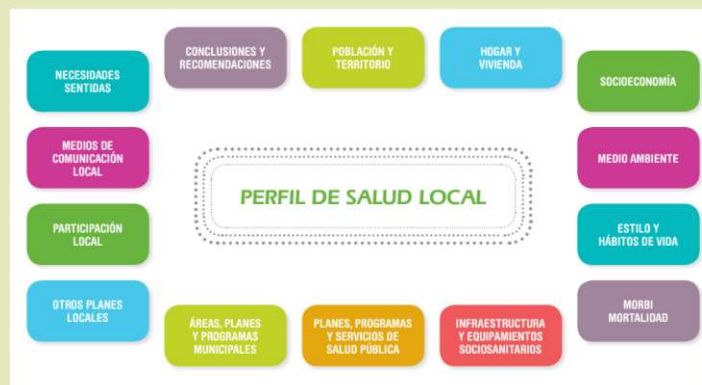 CONCLUSIONES Y
RECOMENDACIONES
POBLACIÓN Y
TERRITORIO
HOGAR Y
VIVIENDA
NECESIDADES
SENTIDAS
SOCIOECONOMÍA
MEDIOS DE
COMUNICACIÓN
LOCAL
MEDIO AMBIENTE
PERFIL DE SALUD LOCAL
PARTICIPACIÓN
LOCAL
ESTILO Y
HÁBITOS DE VIDA
OTROS PLANES
LOCALES
MORBI
MORTALIDAD
ÁREAS, PLANES
Y PROGRAMAS
MUNICIPALES
PLANES, PROGRAMAS
Y SERVICIOS DE
SALUD PÚBLICA
INFRAESTRUCTURA
Y EQUIPAMIENTOS
SOCIOSANITARIOS